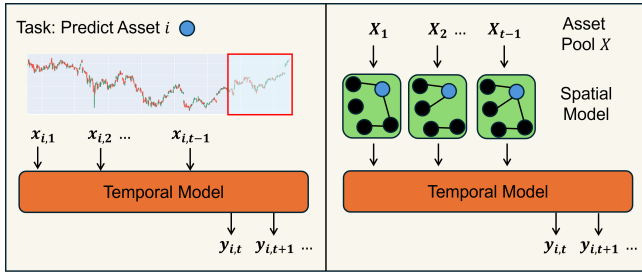 Task: Predict Asset i
x_{i,1} x_{i,2} ... x_{i,t-1}
Temporal Model
y_{i,t} y_{i,t+1} ...
X_1 X_2 ... X_{t-1}
Asset
Pool X
Spatial
Model
Temporal Model
y_{i,t} y_{i,t+1} ...